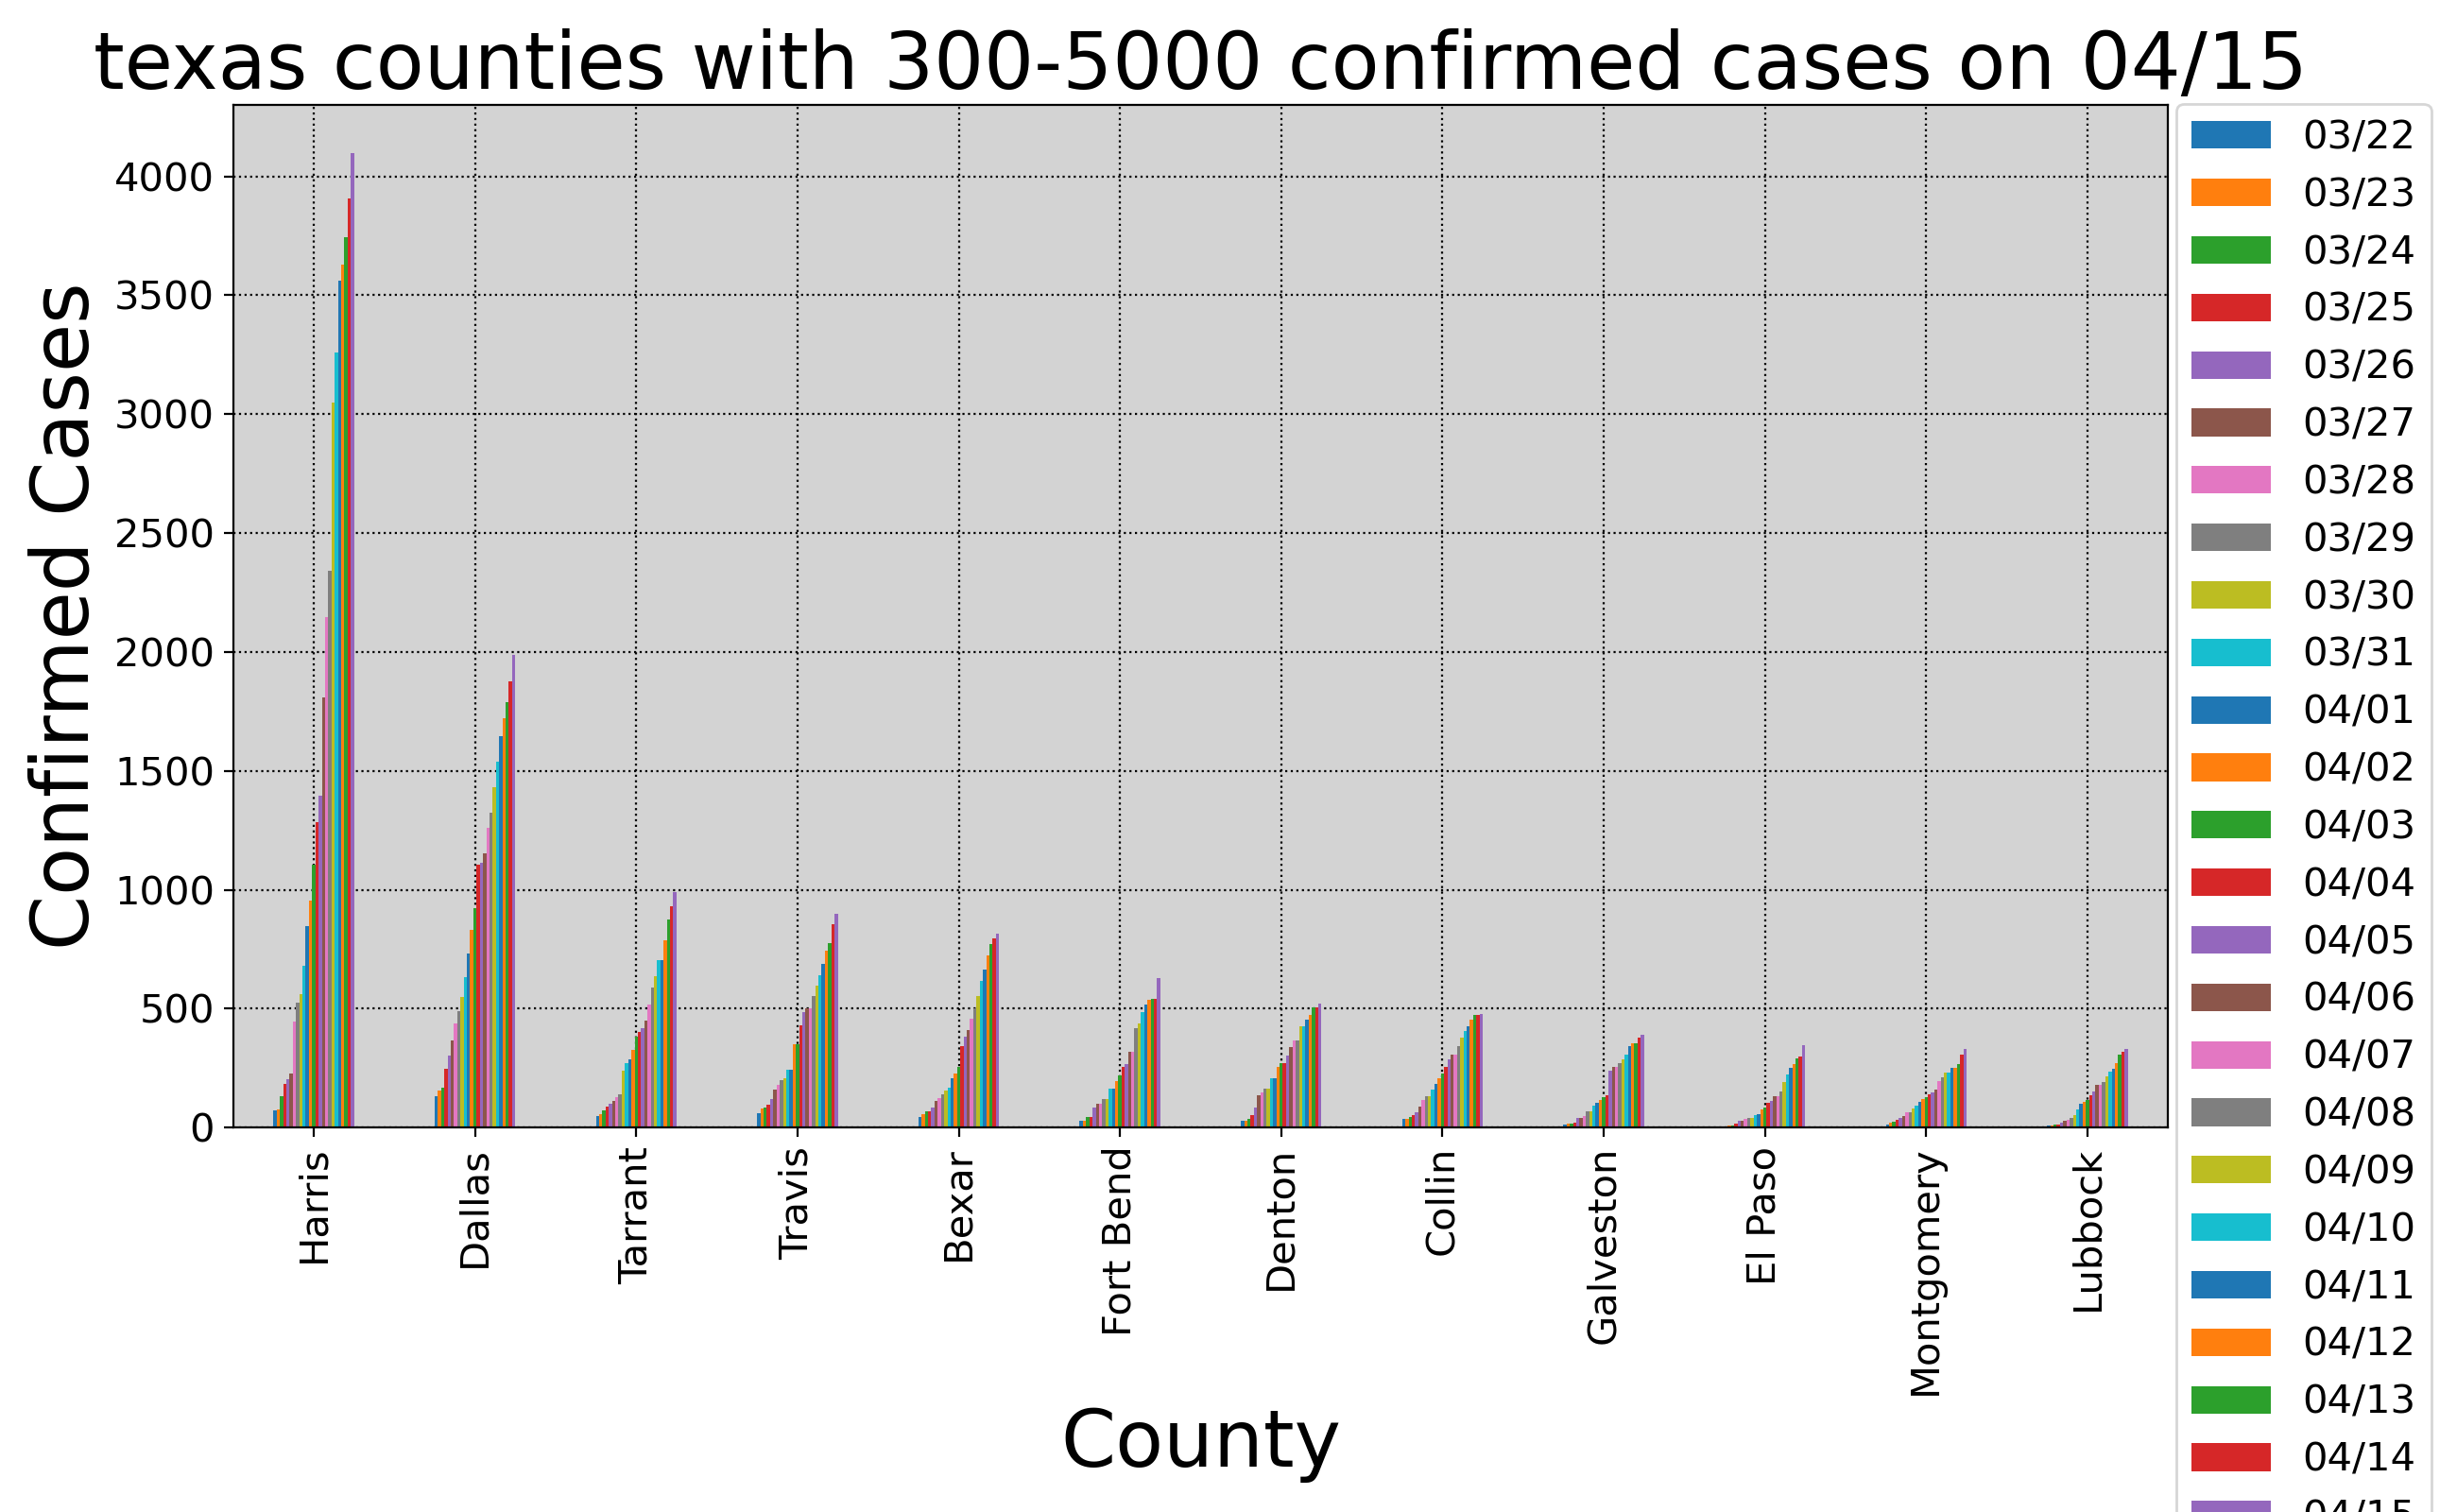 texas counties with 300-5000 confirmed cases on 04/15
Confirmed Cases
4000
3500
3000
2500
2000
1500
1000
500
0
Harris
Dallas
Tarrant
Travis
Bexar
Fort Bend
Denton
Collin
Galveston
El Paso
Montgomery
Lubbock
County
03/22
03/23
03/24
03/25
03/26
03/27
03/28
03/29
03/30
03/31
04/01
04/02
04/03
04/04
04/05
04/06
04/07
04/08
04/09
04/10
04/11
04/12
04/13
04/14
04/15